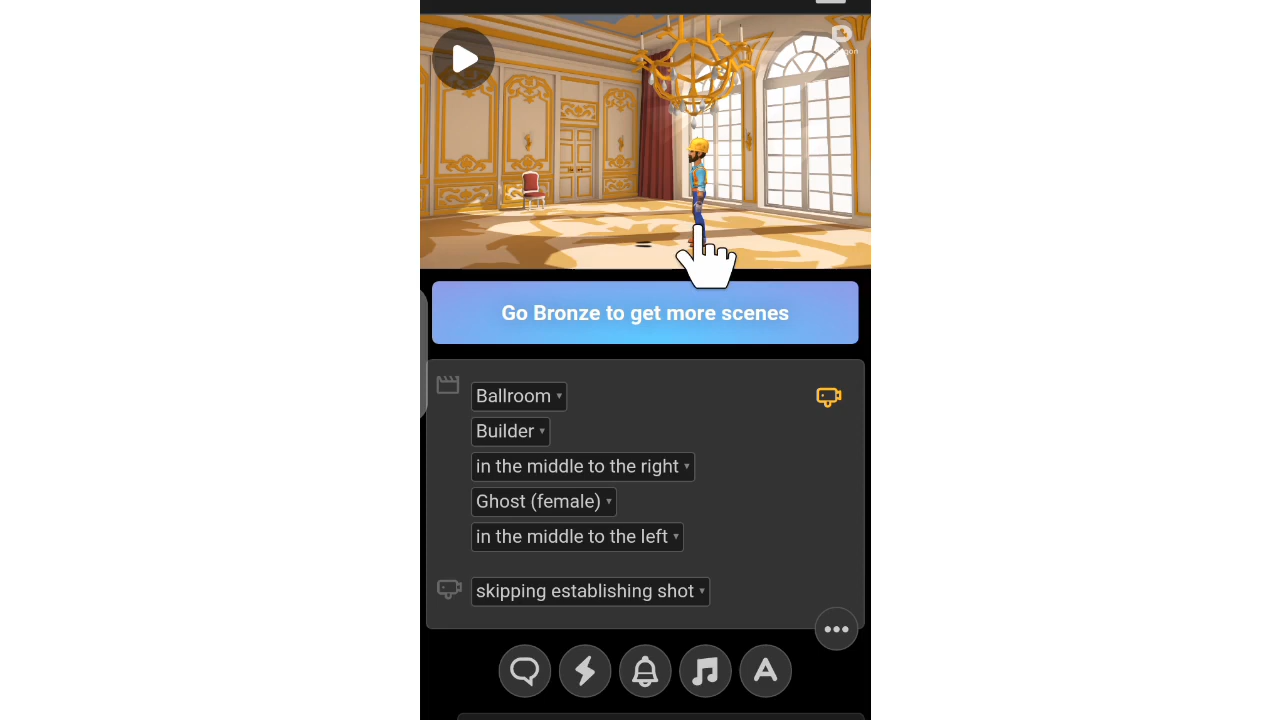 Go Bronze to get more scenes
Ballroom
Builder
in the middle to the right
Ghost (female)
in the middle to the left
skipping establishing shot